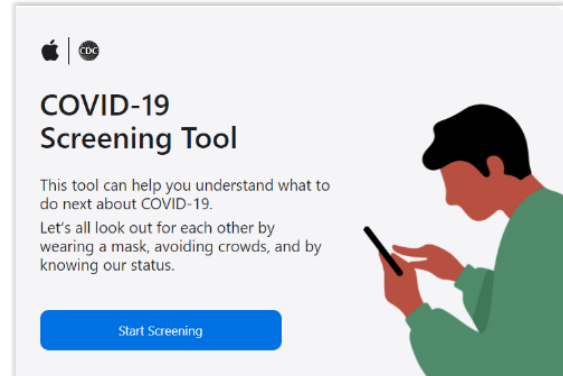 CDC
COVID-19
Screening Tool
This tool can help you understand what to
do next about COVID-19.
Let's all look out for each other by
wearing a mask, avoiding crowds, and by
knowing our status.
Start Screening